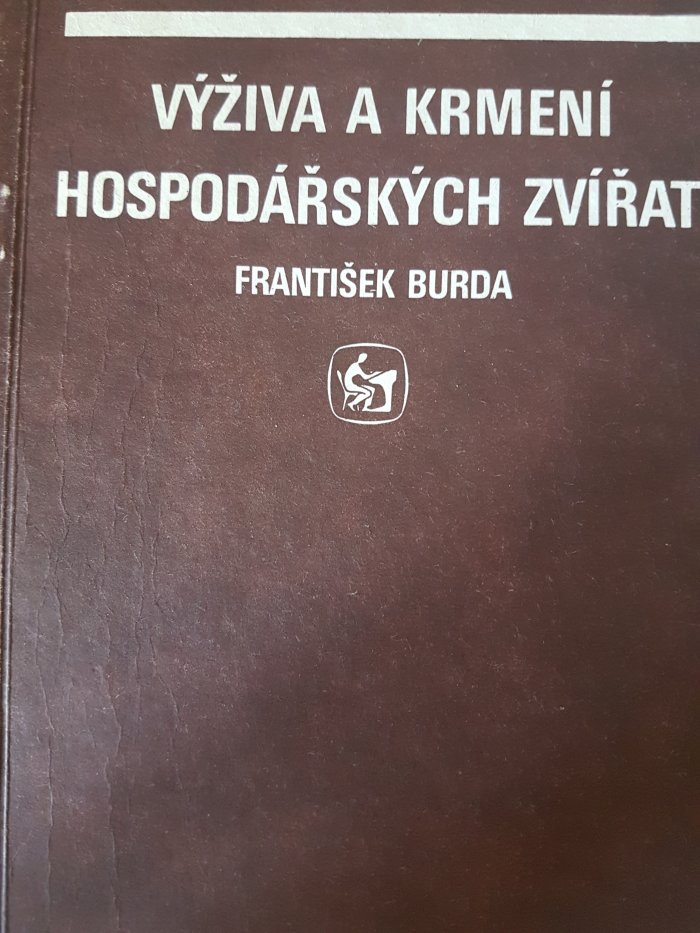 VÝŽIVA A KRMENÍ
HOSPODÁŘSKÝCH ZVÍŘAT
FRANTIŠEK BURDA